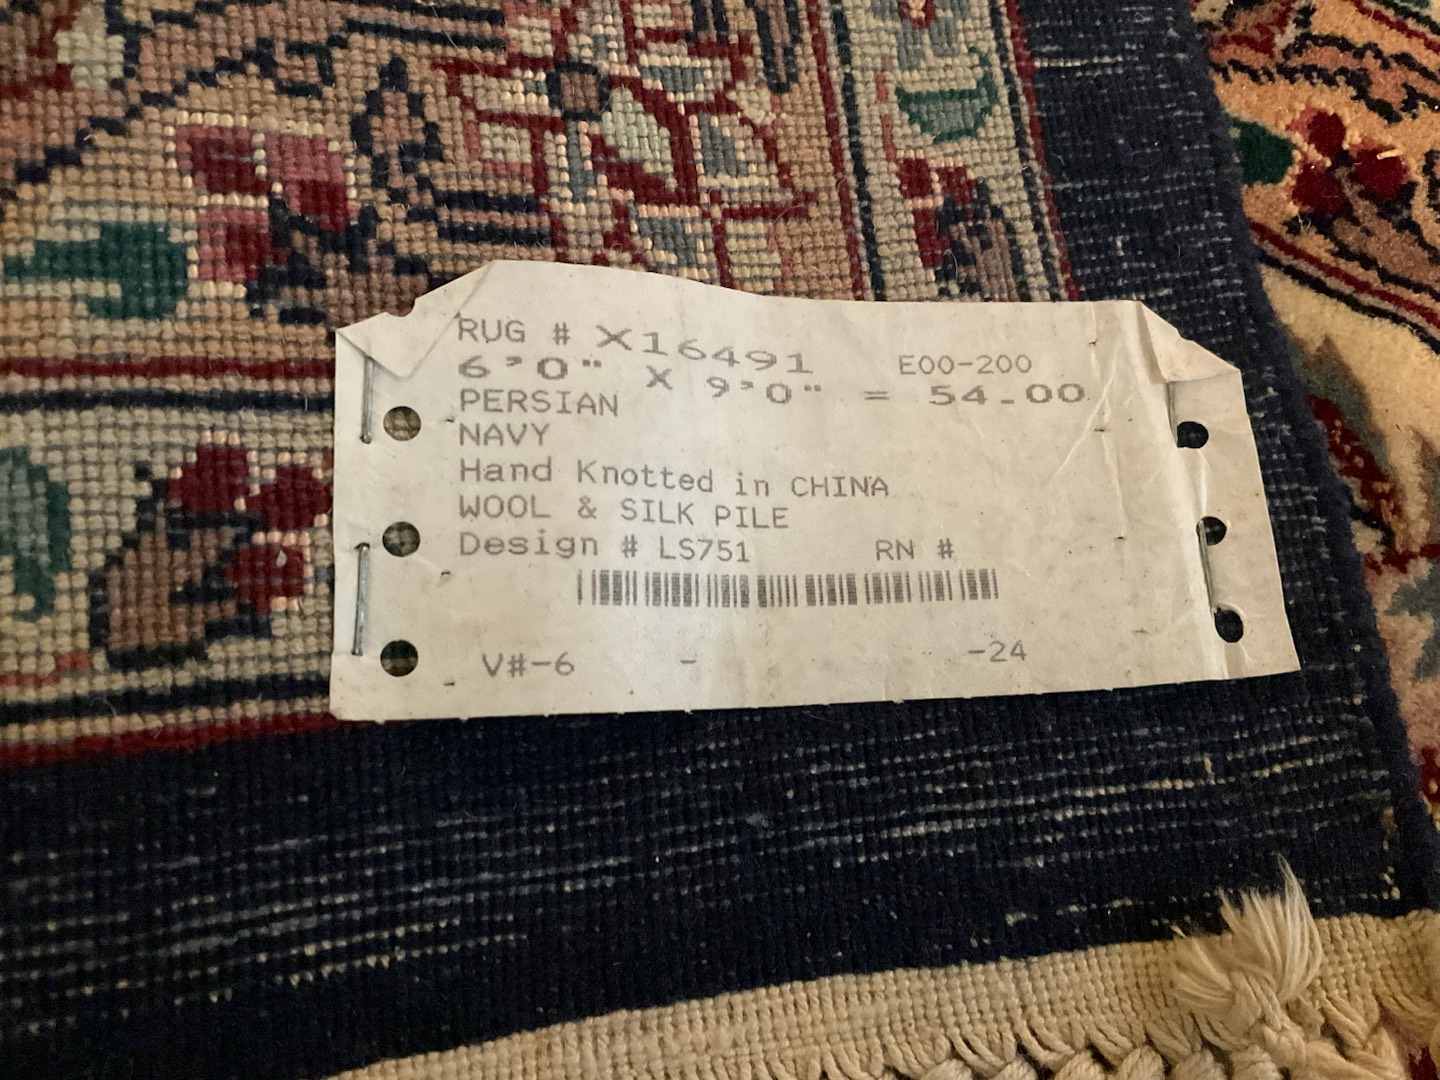 RUG # X16491 E00-200
6'0" X 9'0" = 54.00
PERSIAN
NAVY
Hand Knotted in CHINA
WOOL & SILK PILE
Design # LS751 RN #
V#-6 - -24